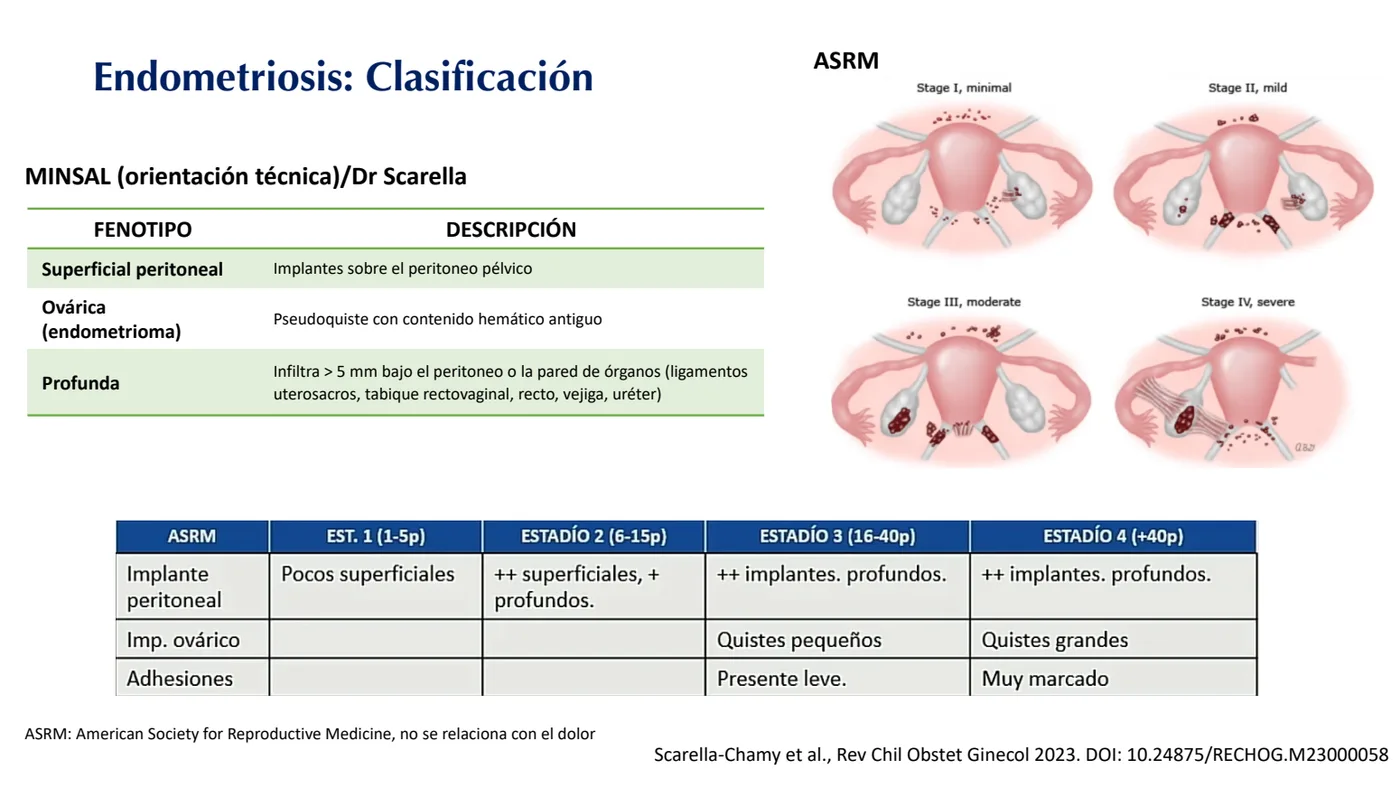 Endometriosis: Clasificación
MINSAL (orientación técnica)/Dr Scarella
FENOTIPO DESCRIPCIÓN
Superficial peritoneal Implantes sobre el peritoneo pélvico
Ovárica
(endometrioma) Pseudoquiste con contenido hemático antiguo
Profunda Infiltra > 5 mm bajo el peritoneo o la pared de órganos (ligamentos
uterosacros, tabique rectovaginal, recto, vejiga, uréter)
ASRM
Stage I, minimal Stage II, mild
Stage III, moderate Stage IV, severe
ASRM EST. 1 (1-5p) ESTADÍO 2 (6-15p) ESTADÍO 3 (16-40p) ESTADÍO 4 (+40p)
Implante Pocos superficiales ++ superficiales, + ++ implantes. profundos. ++ implantes. profundos.
peritoneal profundos.
Imp. ovárico Quistes pequeños Quistes grandes
Adhesiones Presente leve. Muy marcado
ASRM: American Society for Reproductive Medicine, no se relaciona con el dolor
Scarella-Chamy et al., Rev Chil Obstet Ginecol 2023. DOI: 10.24875/RECHOG.M23000058